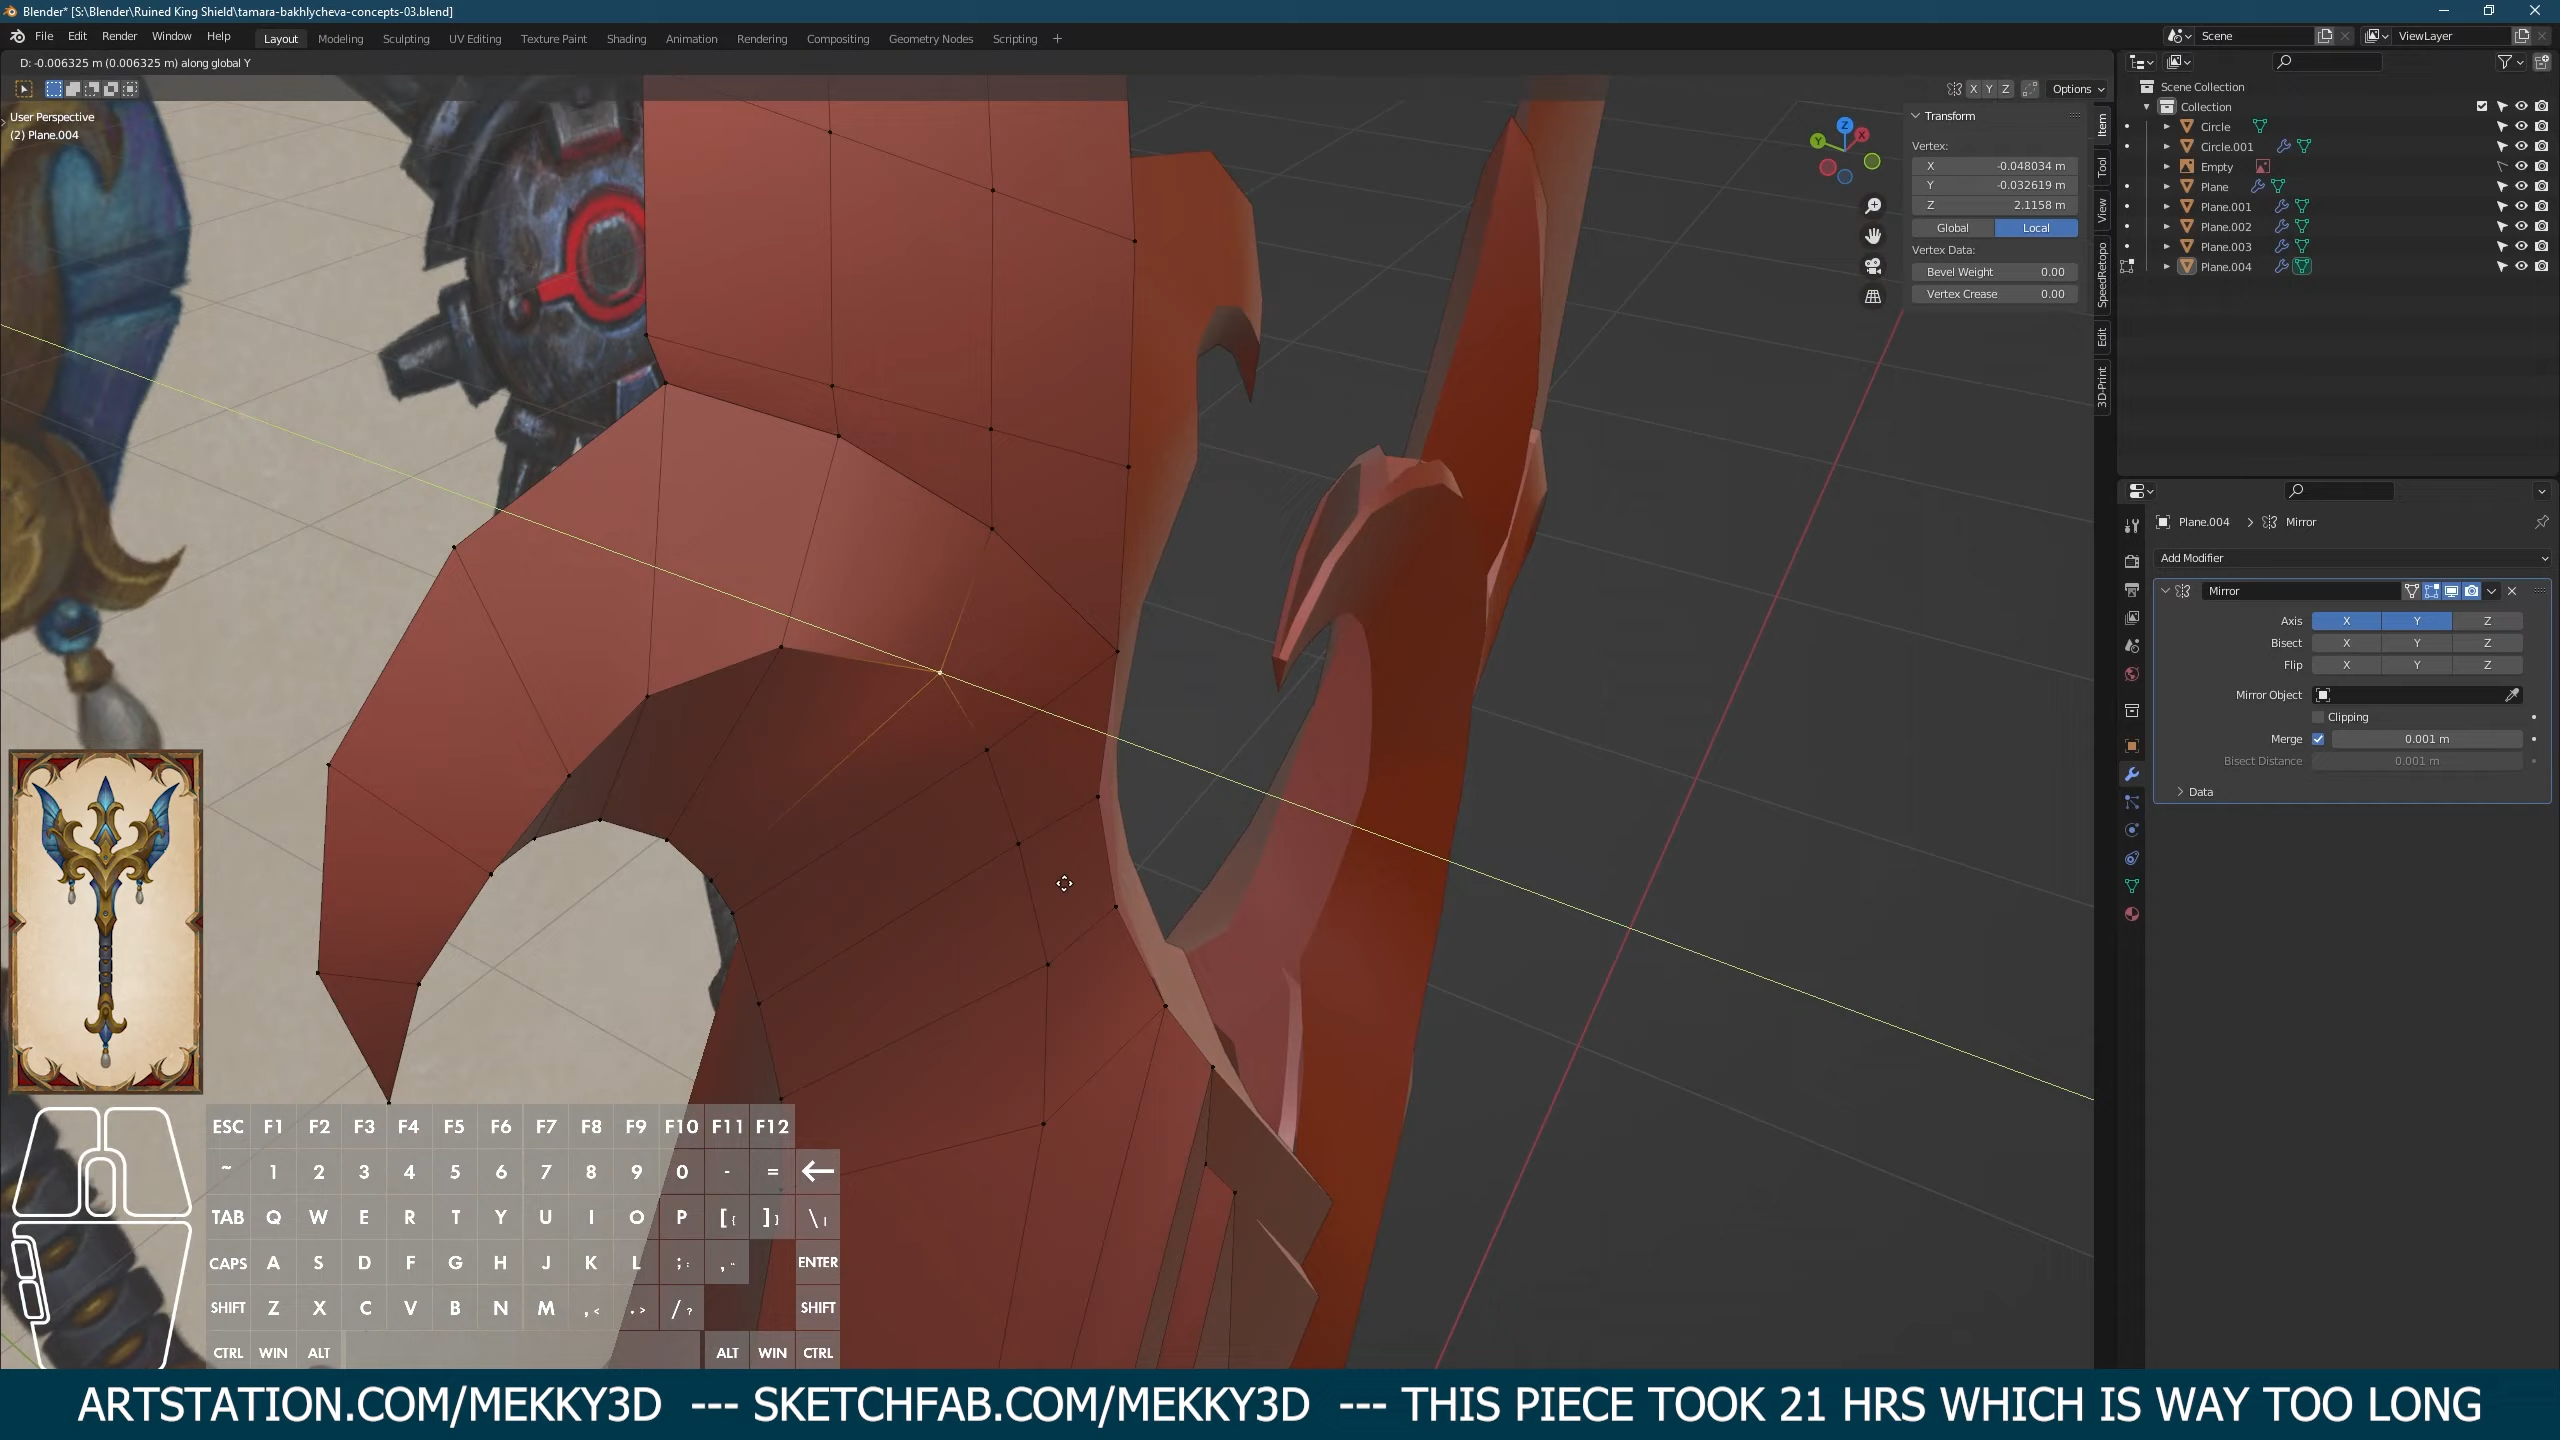 Blender* [S:\Blender\Ruined King Shield\tamara-bakhlycheva-concepts-03.blend]
File Edit Render Window Help Layout Modeling Sculpting UV Editing Texture Paint Shading Animation Rendering Compositing Geometry Nodes Scripting + Scene ViewLayer
D: -0.006325 m (0.006325 m) along global Y
X Y Z Options
User Perspective
(2) Plane.004
Transform
Vertex:
X -0.048034 m
Y -0.032619 m
Z 2.1158 m
Global Local
Vertex Data:
Bevel Weight 0.00
Vertex Crease 0.00
Z
X
Y
Item
Tool
View
SpeedRetopo
Edit
3D-Print
Scene Collection
Collection
Circle
Circle.001
Empty
Plane
Plane.001
Plane.002
Plane.003
Plane.004
Plane.004 > Mirror
Add Modifier
Mirror
Axis X Y Z
Bisect X Y Z
Flip X Y Z
Mirror Object
Clipping
Merge 0.001 m
Bisect Distance 0.001 m
Data
ESC F1 F2 F3 F4 F5 F6 F7 F8 F9 F10 F11 F12
~ 1 2 3 4 5 6 7 8 9 0 - =
TAB Q W E R T Y U I O P [ { ] } \ |
CAPS A S D F G H J K L ; : , " ENTER
SHIFT Z X C V B N M , < . > / ? SHIFT
CTRL WIN ALT ALT WIN CTRL
ARTSTATION.COM/MEKKY3D --- SKETCHFAB.COM/MEKKY3D --- THIS PIECE TOOK 21 HRS WHICH IS WAY TOO LONG